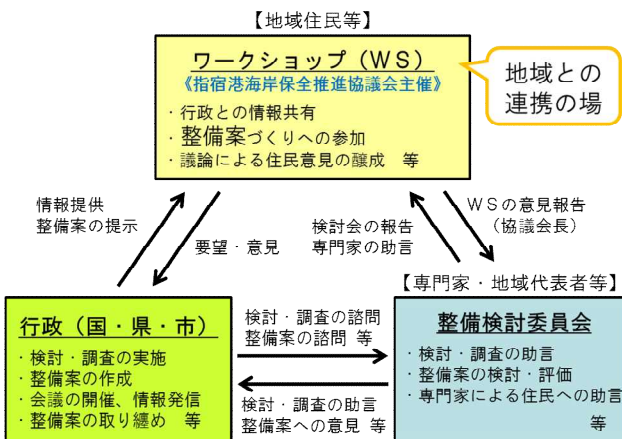 【地域住民等】
ワークショップ（ＷＳ）
《指宿港海岸保全推進協議会主催》
・行政との情報共有
・整備案づくりへの参加
・議論による住民意見の醸成　等
地域との
連携の場
情報提供
整備案の提示
要望・意見
検討会の報告
専門家の助言
ＷＳの意見報告
（協議会長）
【専門家・地域代表者等】
行政（国・県・市）
・検討・調査の実施
・整備案の作成
・会議の開催、情報発信
・整備案の取り纏め　等
検討・調査の諮問
整備案の諮問 等
検討・調査の助言
整備案への意見 等
整備検討委員会
・検討・調査の助言
・整備案の検討・評価
・専門家による住民への助言
等